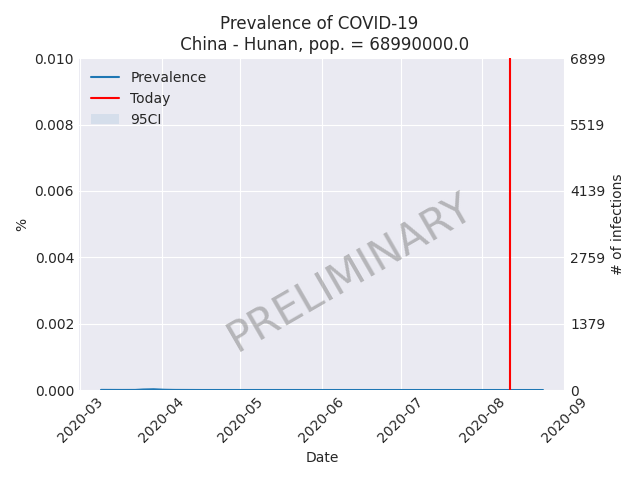 Prevalence of COVID-19
China - Hunan, pop. = 68990000.0
Prevalence
Today
95CI
0.010
0.008
0.006
0.004
0.002
0.000
%
6899
5519
4139
2759
1379
0
# of infections
PRELIMINARY
2020-03
2020-04
2020-05
2020-06
2020-07
2020-08
2020-09
Date